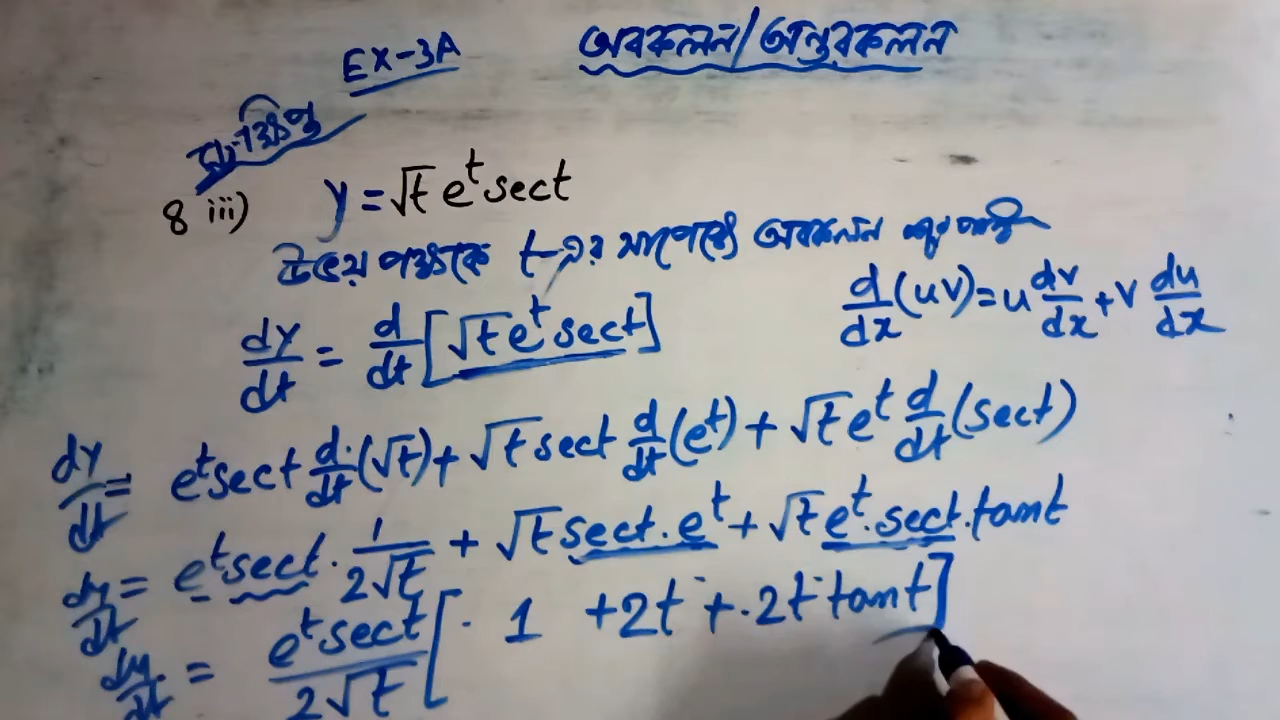 EX-3A অবকলন/অন্তরকলন
8 iii) y = √t e^t sect
উভয় পক্ষকে t-এর সাপেক্ষে অবকলন
d/dx (uv) = u dv/dx + v du/dx
dy/dt = d/dt [√t e^t sect]
dy/dt = e^t sect d/dt (√t) + √t sect d/dt (e^t) + √t e^t d/dt (sect)
dy/dt = e^t sect · 1/2√t + √t sect · e^t + √t e^t · sect · tant
dy/dt = e^t sect/2√t [ 1 + 2t + 2t tant ]